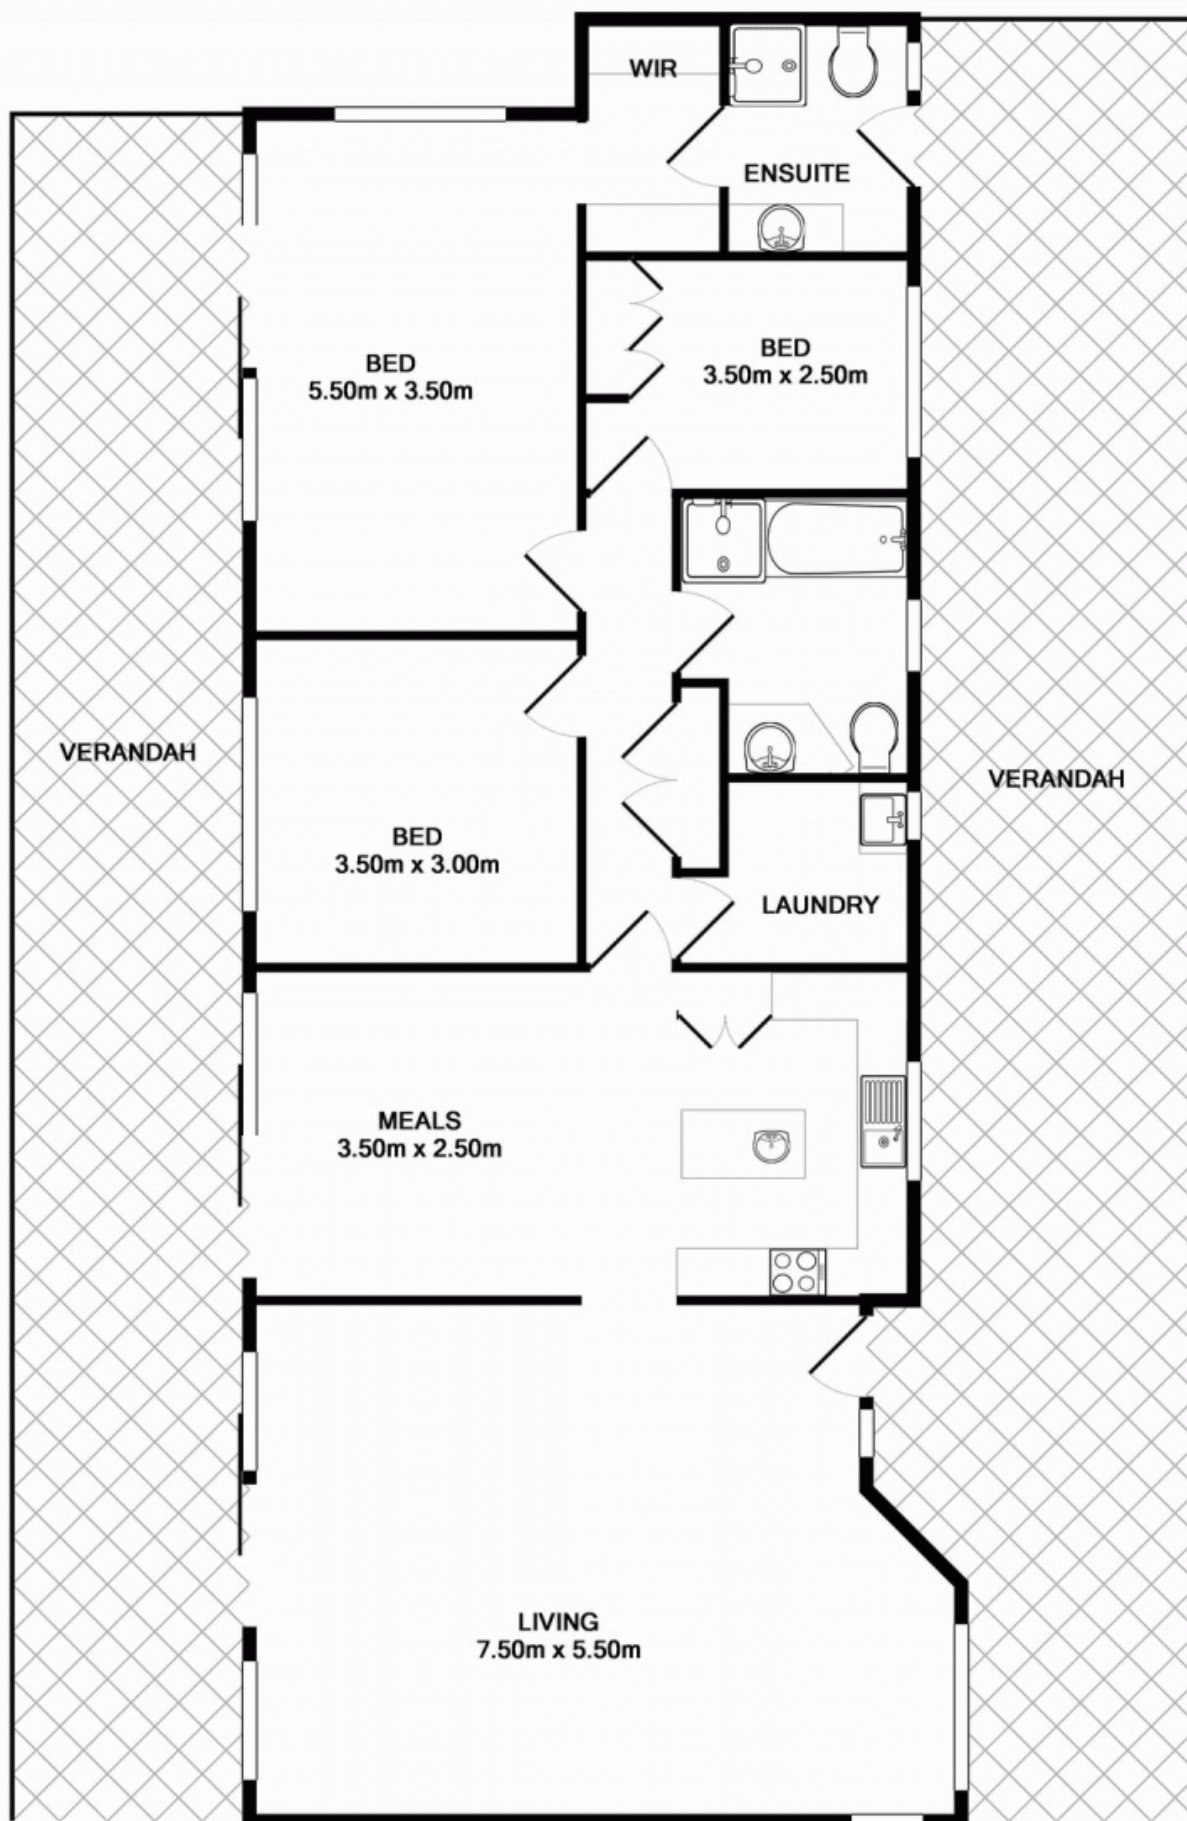 WIR
ENSUITE
BED
5.50m x 3.50m
BED
3.50m x 2.50m
VERANDAH
VERANDAH
BED
3.50m x 3.00m
LAUNDRY
MEALS
3.50m x 2.50m
LIVING
7.50m x 5.50m